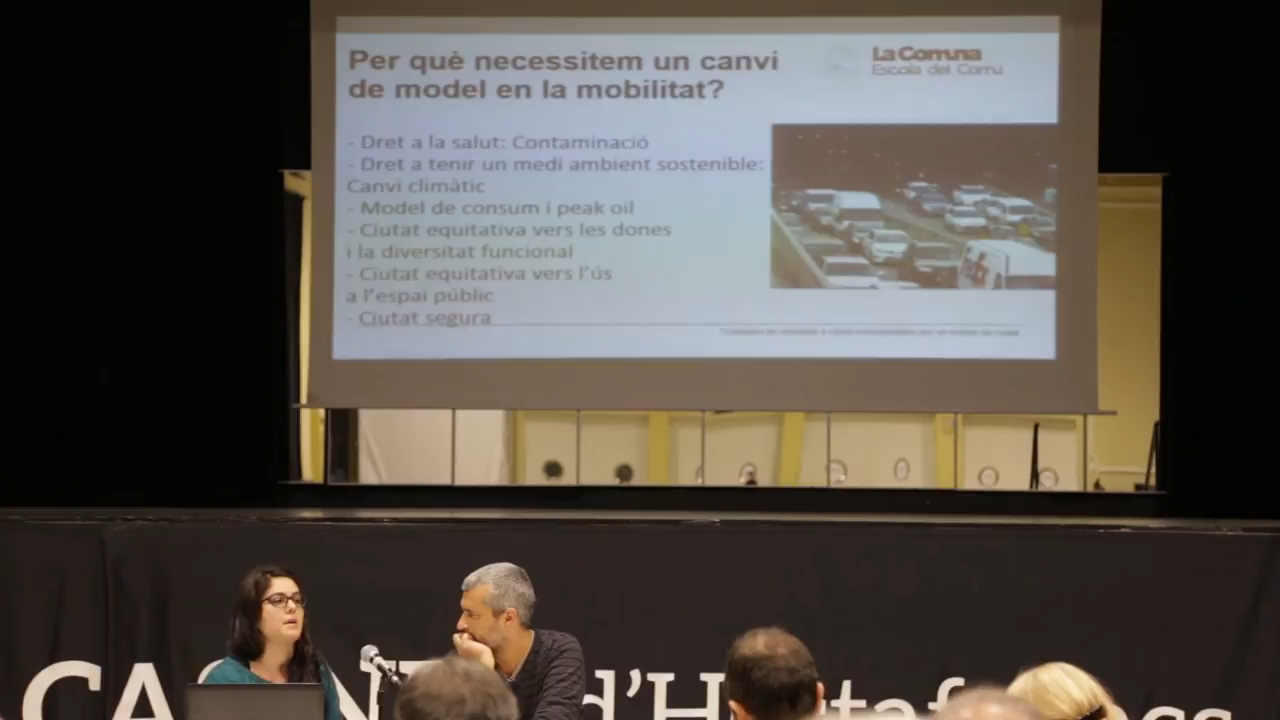 Per què necessitem un canvi
de model en la mobilitat?
La Comuna
Escola del Comú
- Dret a la salut: Contaminació
- Dret a tenir un medi ambient sostenible:
Canvi climàtic
- Model de consum i peak oil
- Ciutat equitativa vers les dones
i la diversitat funcional
- Ciutat equitativa vers l'ús
a l'espai públic
- Ciutat segura